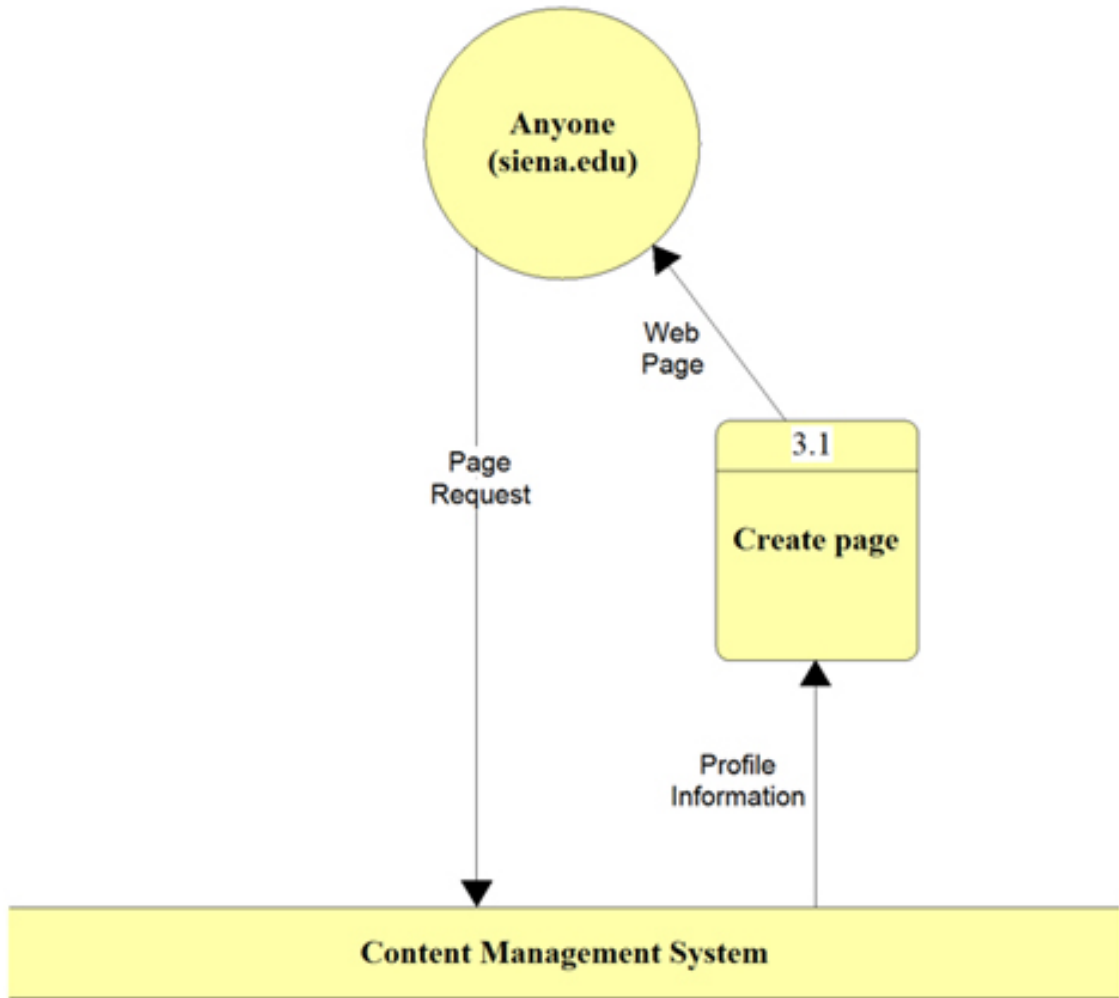 Anyone
(siena.edu)
Web
Page
3.1
Page
Request
Create page
Profile
Information
Content Management System